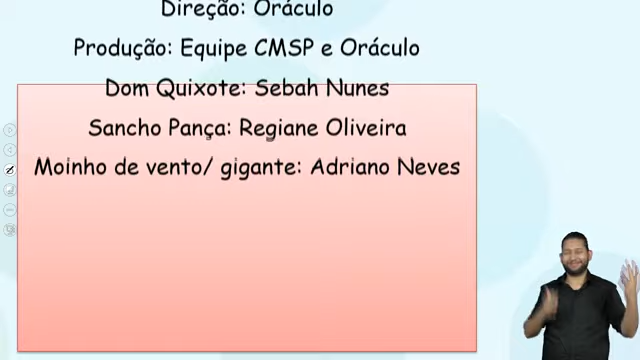 Direção: Oráculo
Produção: Equipe CMSP e Oráculo
Dom Quixote: Sebah Nunes
Sancho Pança: Regiane Oliveira
Moinho de vento/ gigante: Adriano Neves